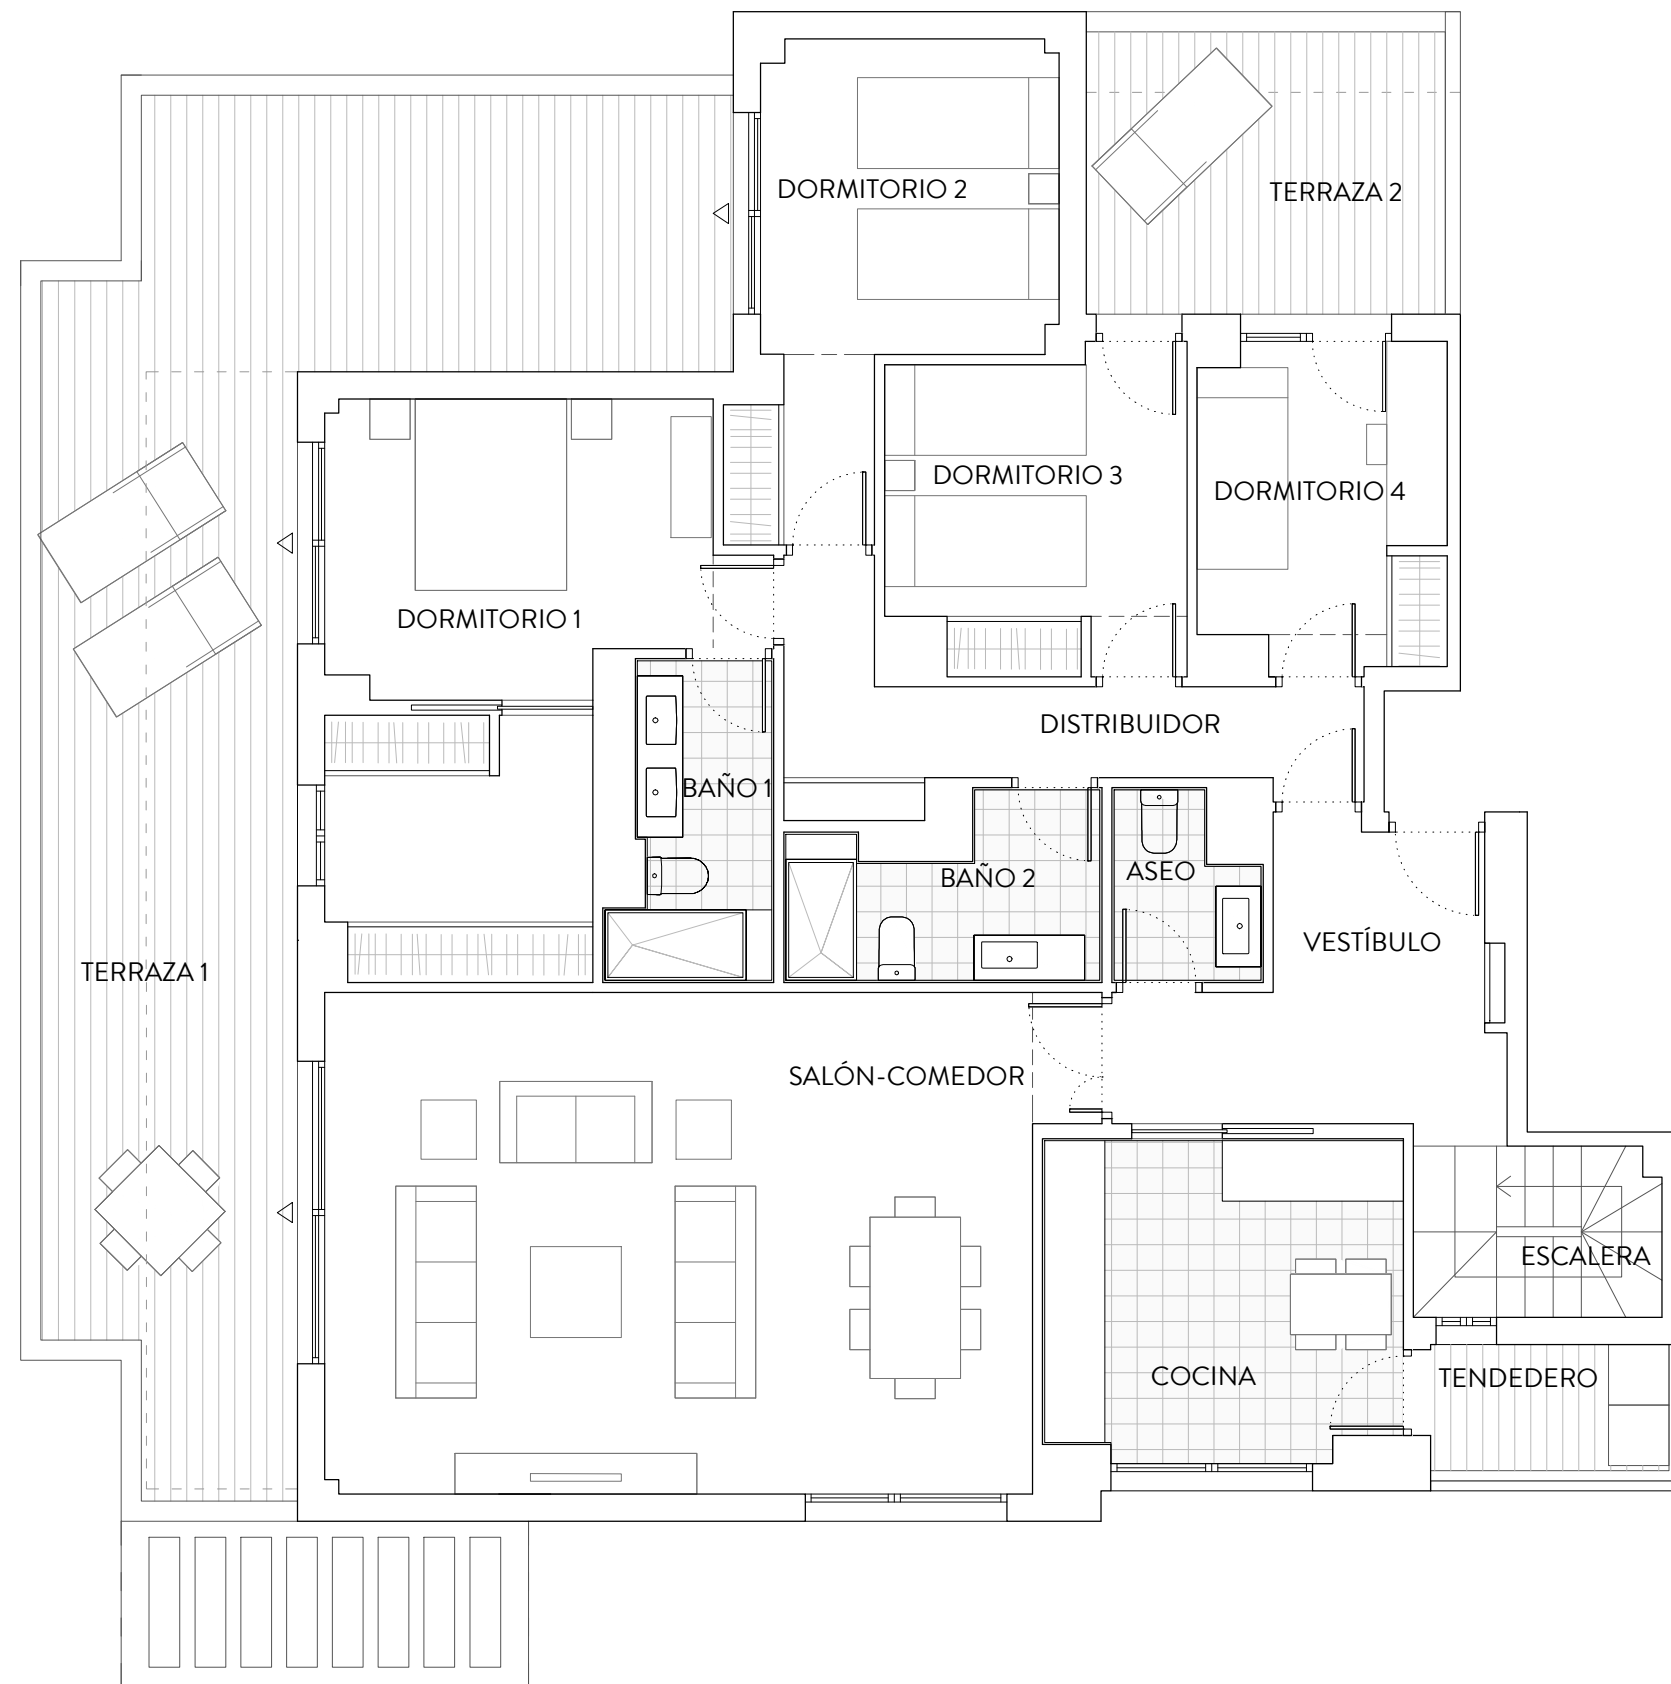 DORMITORIO 2
TERRAZA 2
DORMITORIO 3
DORMITORIO 4
DORMITORIO 1
DISTRIBUIDOR
BAÑO 1
BAÑO 2
ASEO
VESTÍBULO
TERRAZA 1
SALÓN-COMEDOR
ESCALERA
COCINA
TENDEDERO